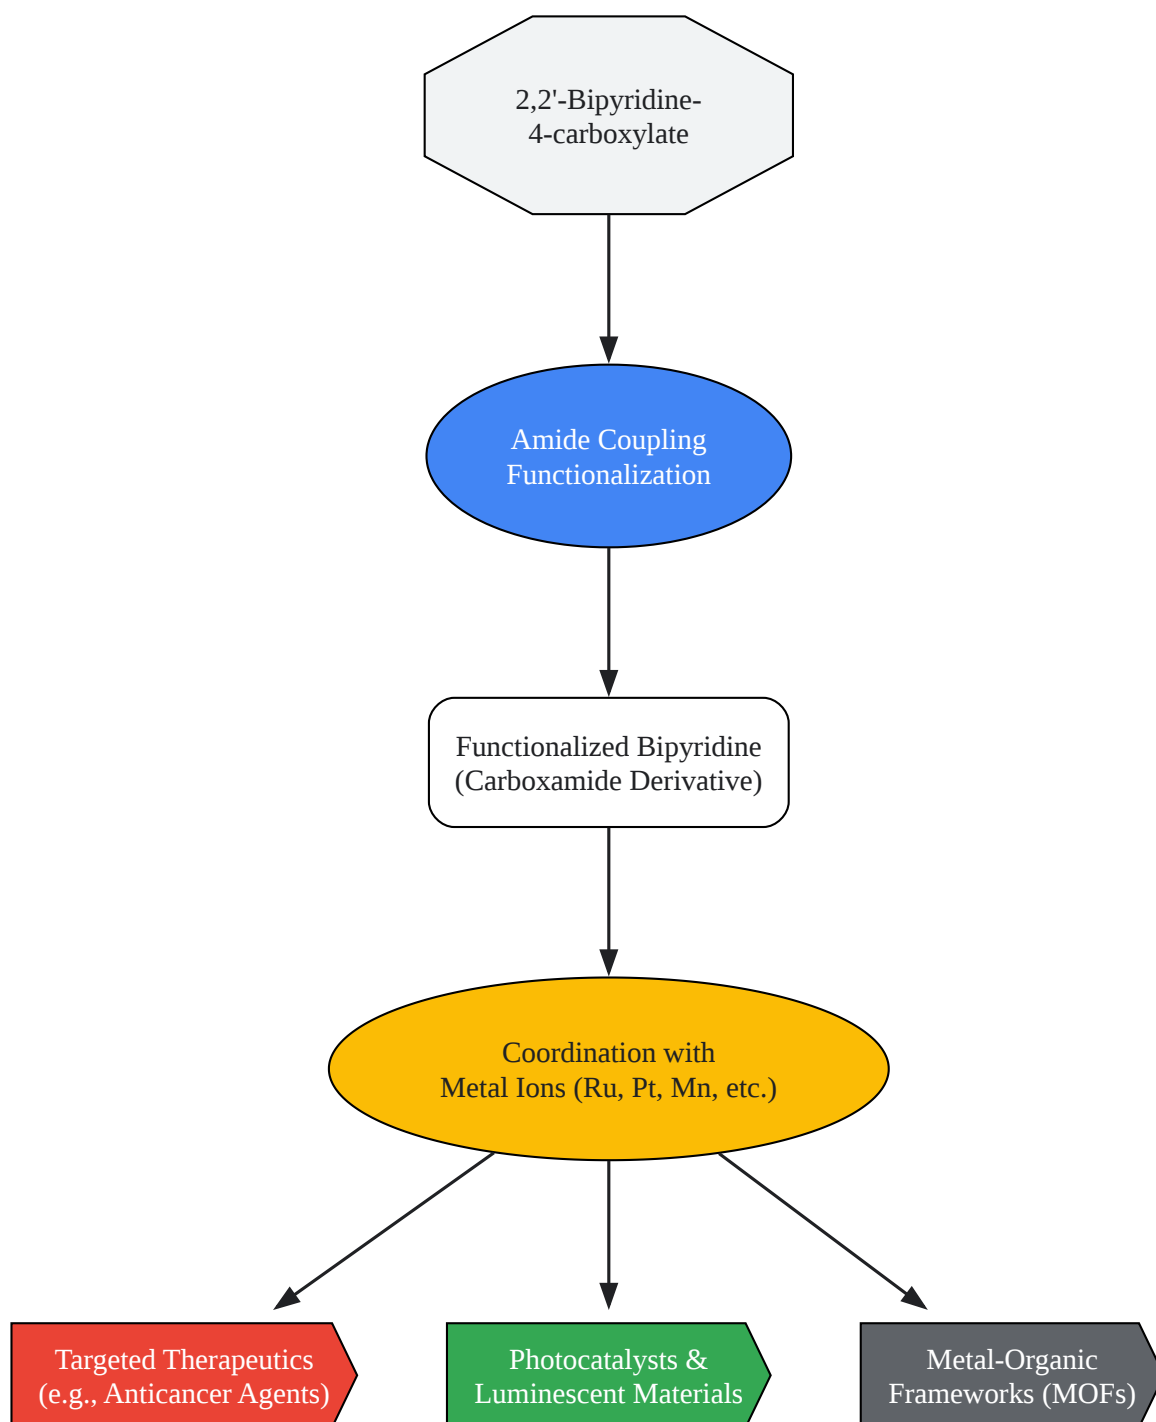 2,2'-Bipyridine-
4-carboxylate
Amide Coupling
Functionalization
Functionalized Bipyridine
(Carboxamide Derivative)
Coordination with
Metal Ions (Ru, Pt, Mn, etc.)
Targeted Therapeutics
(e.g., Anticancer Agents)
Photocatalysts &
Luminescent Materials
Metal-Organic
Frameworks (MOFs)